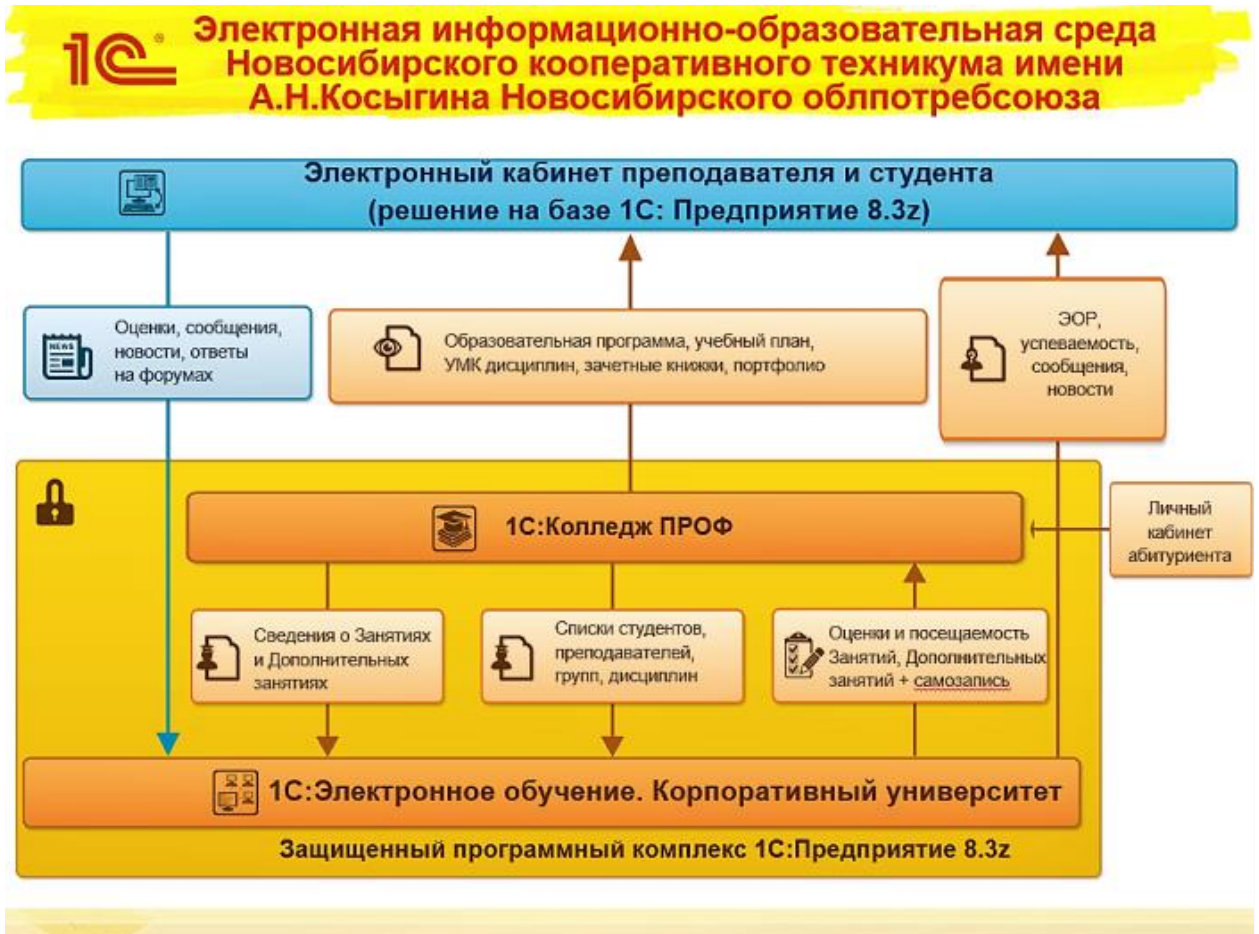 1С®
Электронная информационно-образовательная среда
Новосибирского кооперативного техникума имени
А.Н.Косыгина Новосибирского облпотребсоюза
Электронный кабинет преподавателя и студента
(решение на базе 1С: Предприятие 8.3z)
NEWS
Оценки, сообщения,
новости, ответы
на форумах
Образовательная программа, учебный план,
УМК дисциплин, зачетные книжки, портфолио
ЭОР,
успеваемость,
сообщения,
новости
1С:Колледж ПРОФ
Личный
кабинет
абитуриента
Сведения о Занятиях
и Дополнительных
занятиях
Списки студентов,
преподавателей,
групп, дисциплин
Оценки и посещаемость
Занятий, Дополнительных
занятий + самозапись
1С:Электронное обучение. Корпоративный университет
Защищенный программный комплекс 1С:Предприятие 8.3z